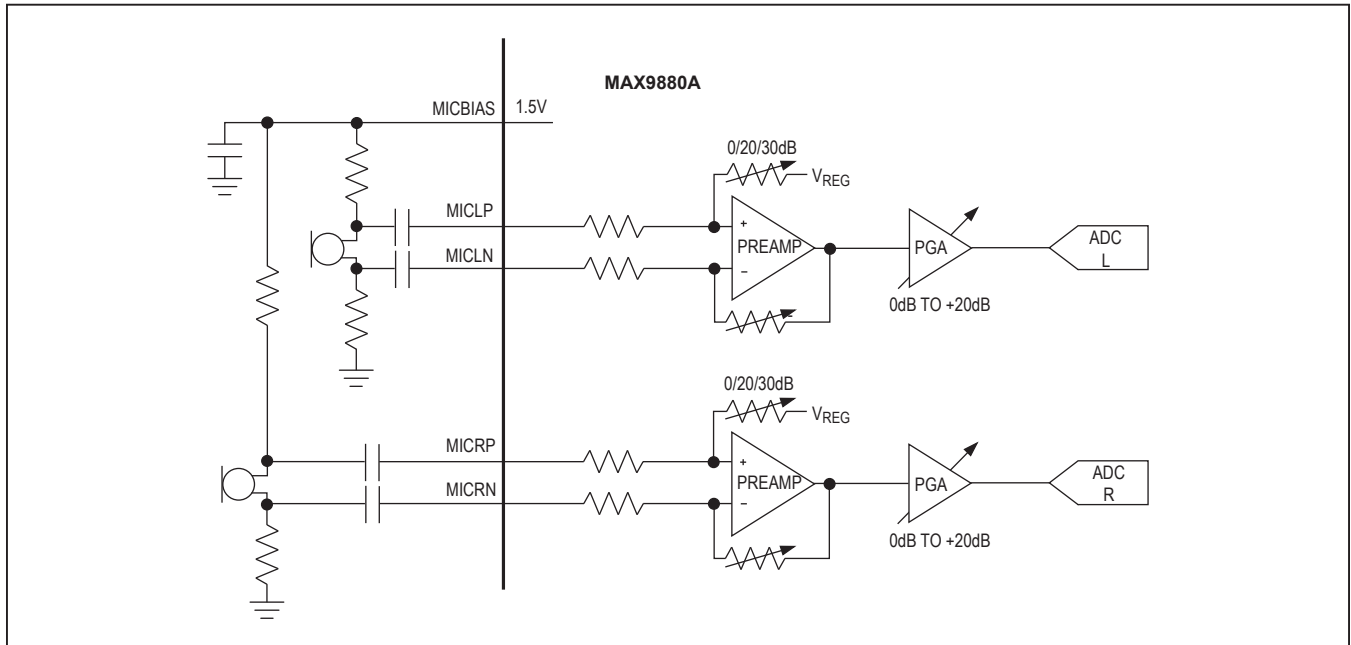 MAX9880A
MICBIAS 1.5V
0/20/30dB
VREG
MICLP
+
PREAMP
PGA
ADC
L
MICLN
−
0dB TO +20dB
0/20/30dB
VREG
MICRP
+
PREAMP
PGA
ADC
R
MICRN
−
0dB TO +20dB